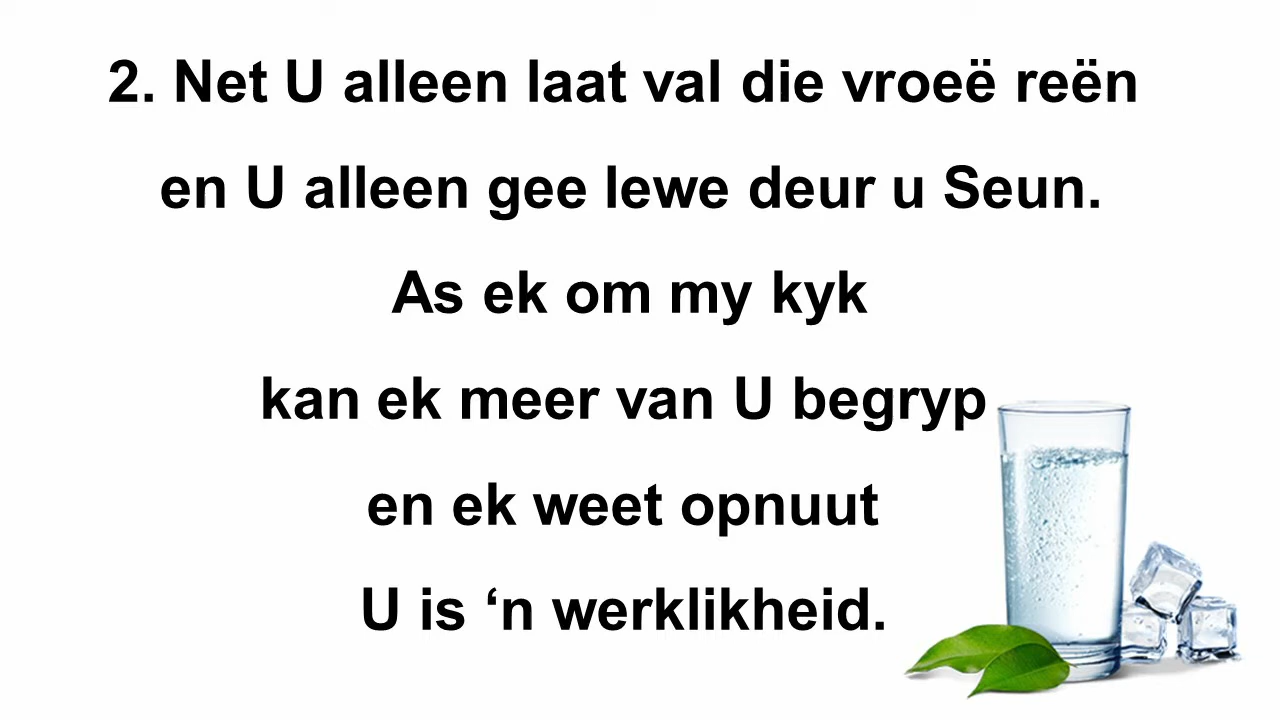 2. Net U alleen laat val die vroeë reën
en U alleen gee lewe deur u Seun.
As ek om my kyk
kan ek meer van U begryp
en ek weet opnuut
U is ‘n werklikheid.